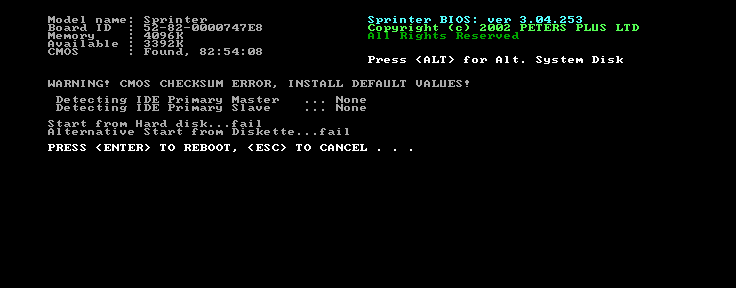 Model name: Sprinter
Board ID : 52-82-0000747E8
Memory : 4096K
Available : 3392K
CMOS : Found, 82:54:08
Sprinter BIOS: ver 3.04.253
Copyright (c) 2002 PETERS PLUS LTD
All Rights Reserved
Press <ALT> for Alt. System Disk
WARNING! CMOS CHECKSUM ERROR, INSTALL DEFAULT VALUES!
Detecting IDE Primary Master ... None
Detecting IDE Primary Slave ... None
Start from Hard disk...fail
Alternative Start from Diskette...fail
PRESS <ENTER> TO REBOOT, <ESC> TO CANCEL . . .